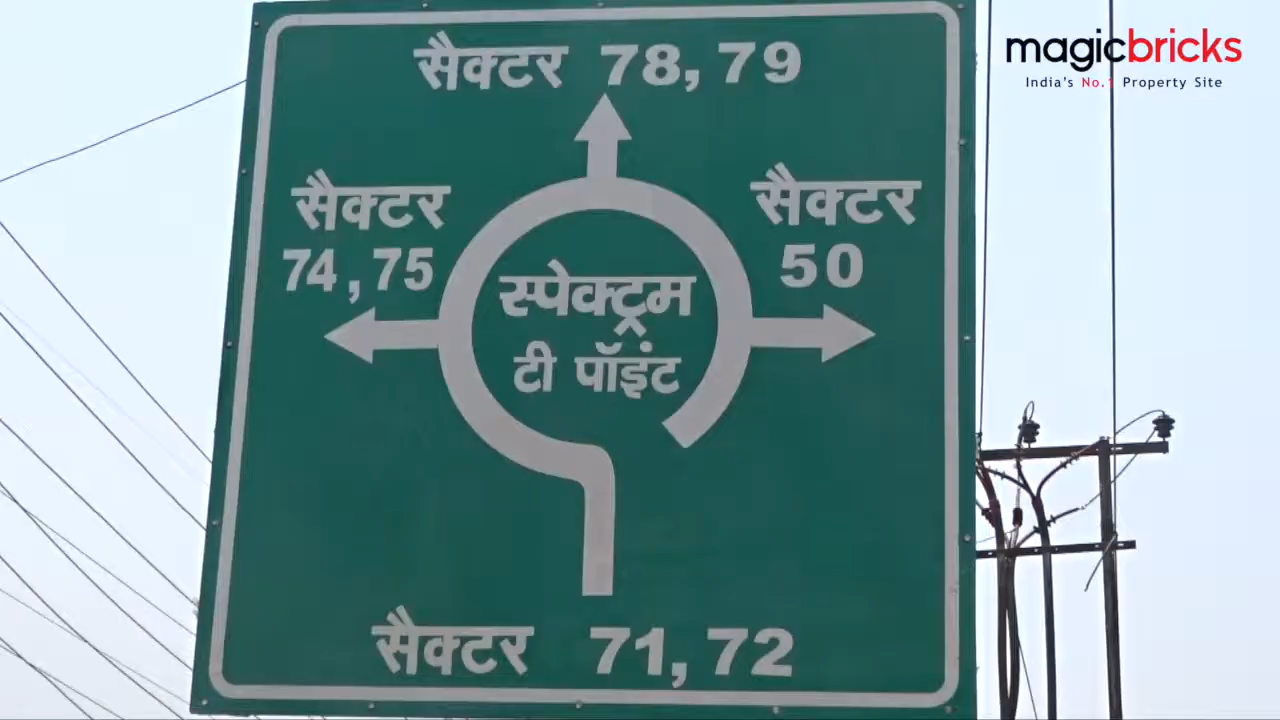 magicbricks
India's No.1 Property Site
सैक्टर 78, 79
सैक्टर
74, 75
सैक्टर
50
स्पेक्ट्रम
टी पॉइंट
सैक्टर 71, 72